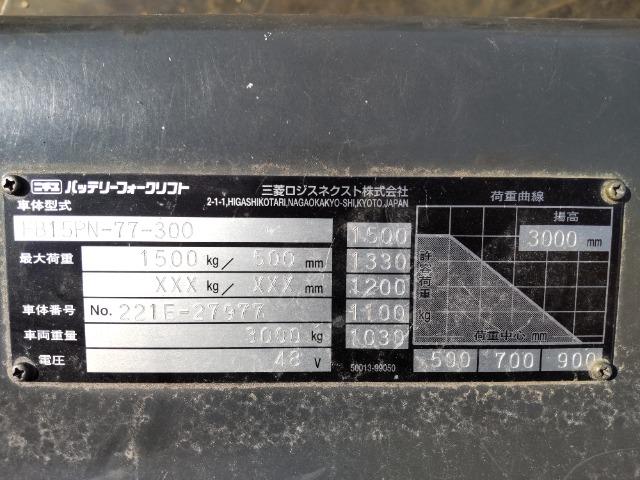 ニチユ バッテリーフォークリフト 三菱ロジスネクスト株式会社
2-1-1,HIGASHIKOTARI,NAGAOKAKYO-SHI,KYOTO,JAPAN
車体型式
FB15PN-77-300
最大荷重 1500 kg/ 500 mm
XXX kg/ XXX mm
車体番号 No. 221E-27977
車両重量 3000 kg
電圧 48 V
1500
1330
1200
1100
1030
50013-99050
荷重曲線
揚高
3000 mm
許容荷重 kg
荷重中心 mm
500 700 900